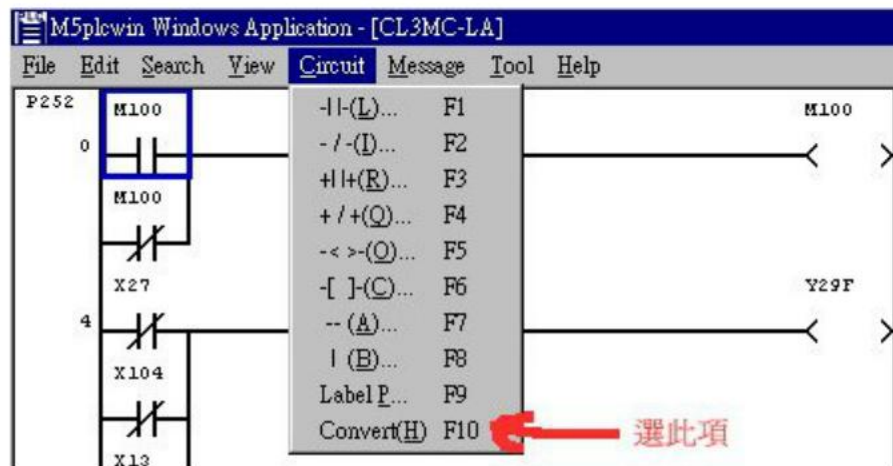 M5plcwin Windows Application - [CL3MC-LA]
File Edit Search View Circuit Message Tool Help
P252
M100
M100
0
M100
X27
Y29F
4
X104
X13
-| |-(L)... F1
- / -(I)... F2
+| |+(R)... F3
+ / +(Q)... F4
-< >-(O)... F5
-[ ]-(C)... F6
-- (A)... F7
| (B)... F8
Label P... F9
Convert(H) F10
選此項